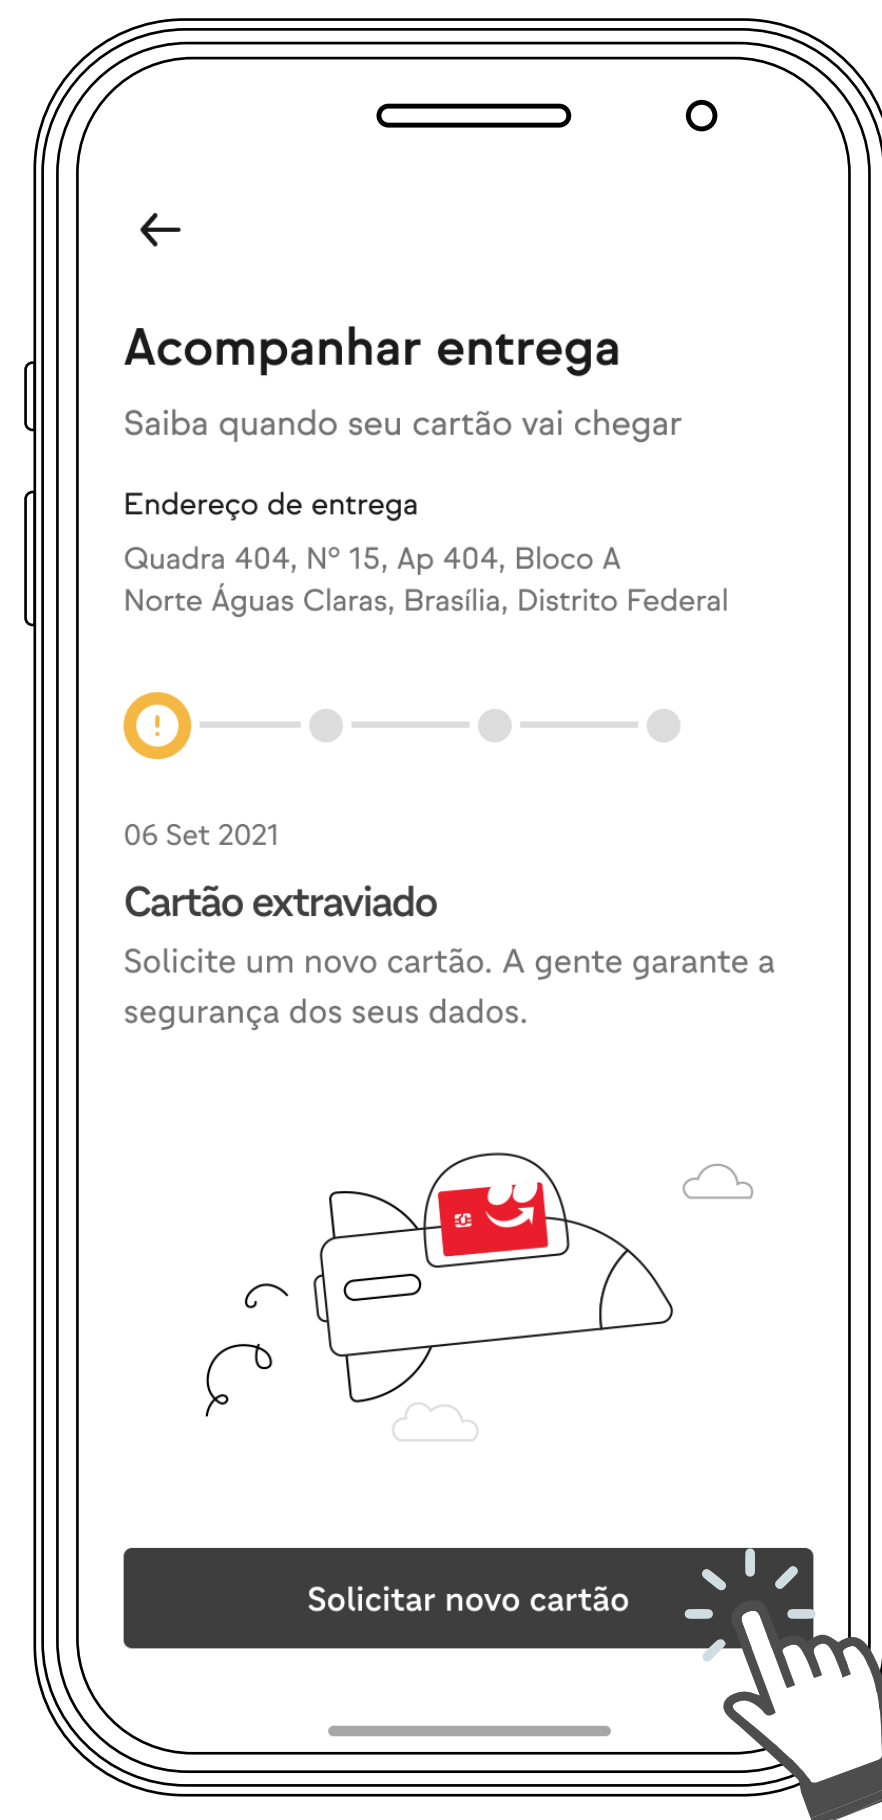 Acompanhar entrega
Saiba quando seu cartão vai chegar
Endereço de entrega
Quadra 404, Nº 15, Ap 404, Bloco A
Norte Águas Claras, Brasília, Distrito Federal
!
06 Set 2021
Cartão extraviado
Solicite um novo cartão. A gente garante a
segurança dos seus dados.
Solicitar novo cartão